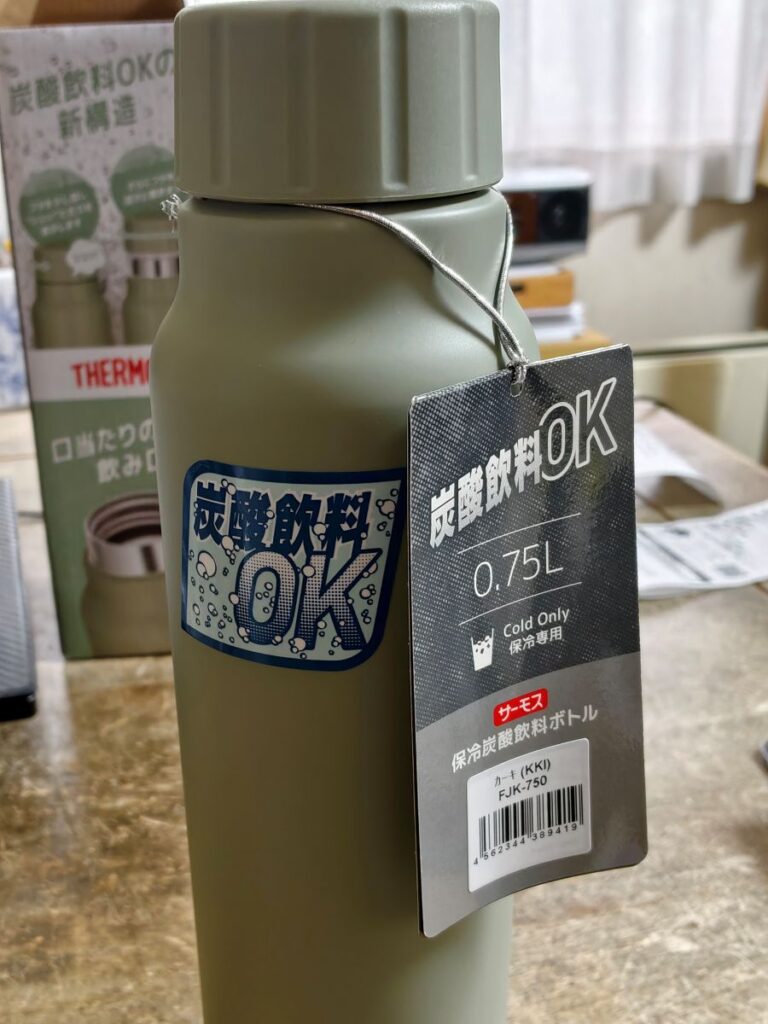 炭酸飲料OKの
新構造
THERMO
口当たりの
飲み口
炭酸飲料
OK
炭酸飲料OK
0.75L
Cold Only
保冷専用
サーモス
保冷炭酸飲料ボトル
カーキ (KKI)
FJK-750
4 562344 389419